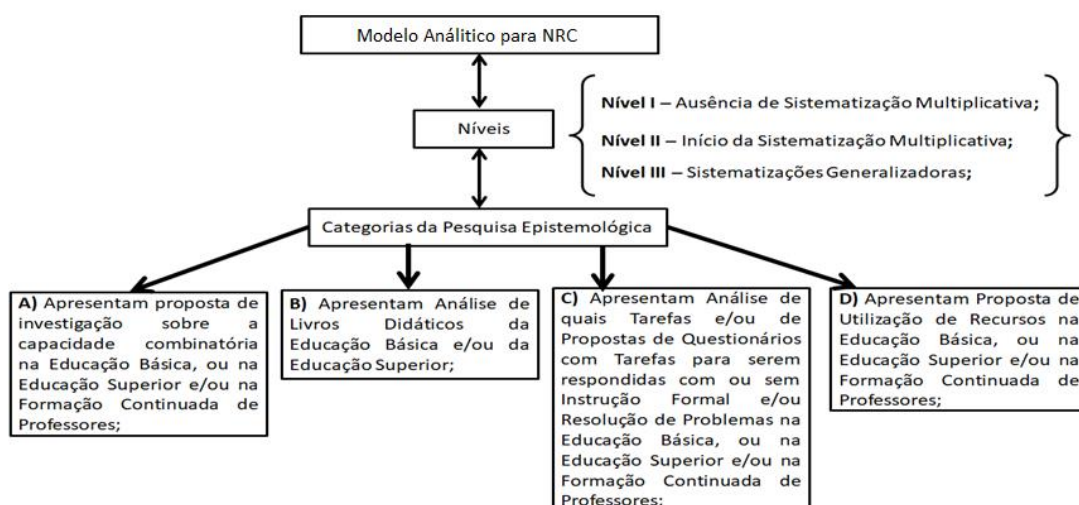 Modelo Análitico para NRC
Níveis
Nível I – Ausência de Sistematização Multiplicativa;
Nível II – Início da Sistematização Multiplicativa;
Nível III – Sistematizações Generalizadoras;
Categorias da Pesquisa Epistemológica
A) Apresentam proposta de
investigação sobre a
capacidade combinatória
na Educação Básica, ou na
Educação Superior e/ou na
Formação Continuada de
Professores;
B) Apresentam Análise de
Livros Didáticos da
Educação Básica e/ou da
Educação Superior;
C) Apresentam Análise de
quais Tarefas e/ou de
Propostas de Questionários
com Tarefas para serem
respondidas com ou sem
Instrução Formal e/ou
Resolução de Problemas na
Educação Básica, ou na
Educação Superior e/ou na
Formação Continuada de
Professores;
D) Apresentam Proposta de
Utilização de Recursos na
Educação Básica, ou na
Educação Superior e/ou na
Formação Continuada de
Professores;